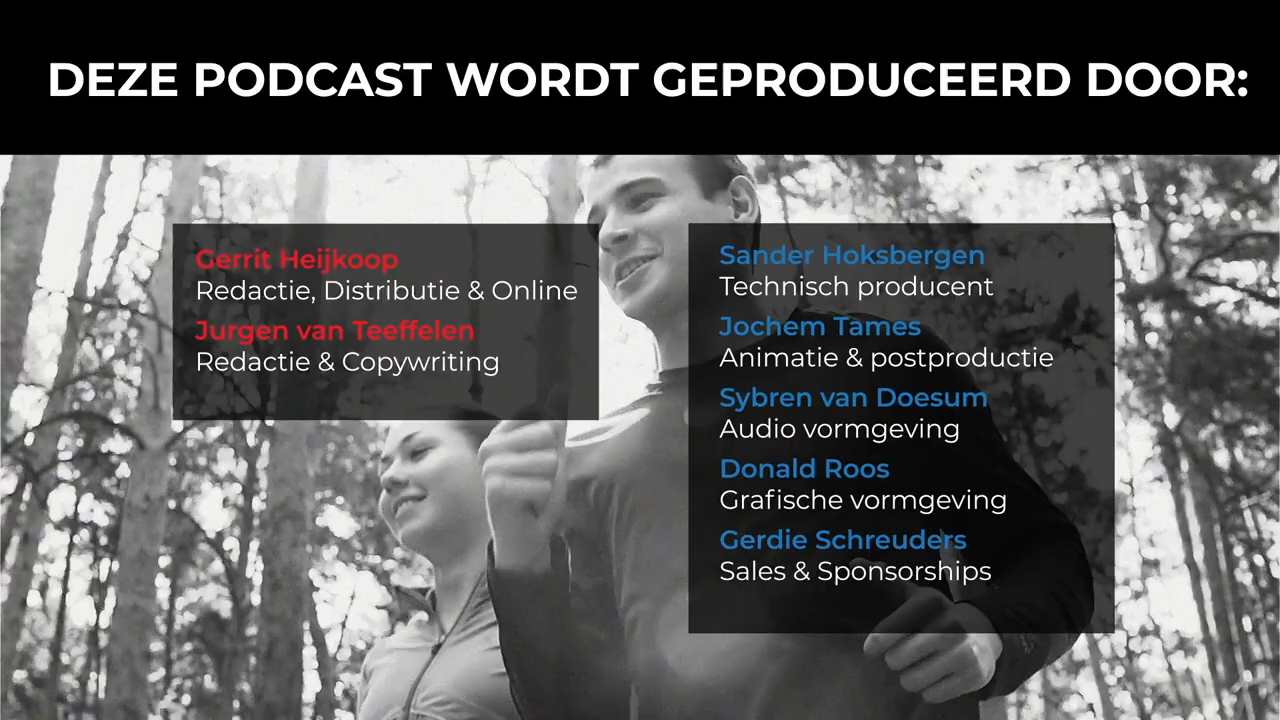 DEZE PODCAST WORDT GEPRODUCEERD DOOR:
Gerrit Heijkoop
Redactie, Distributie & Online
Jurgen van Teeffelen
Redactie & Copywriting
Sander Hoksbergen
Technisch producent
Jochem Tames
Animatie & postproductie
Sybren van Doesum
Audio vormgeving
Donald Roos
Grafische vormgeving
Gerdie Schreuders
Sales & Sponsorships